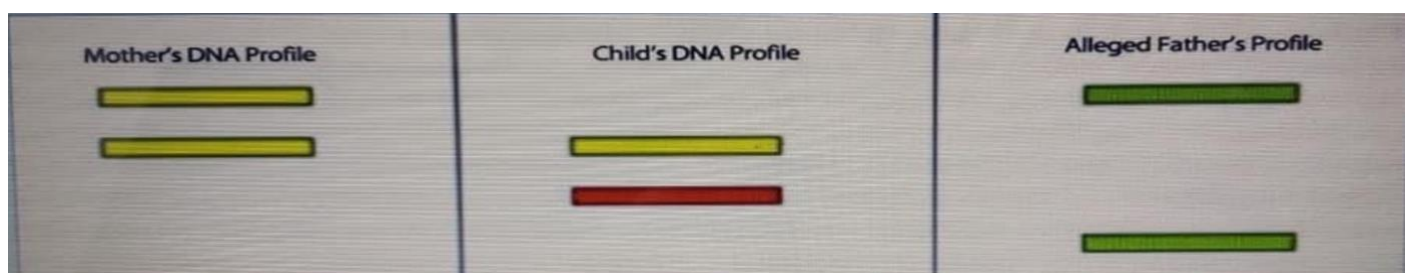 Mother's DNA Profile
Child's DNA Profile
Alleged Father's Profile